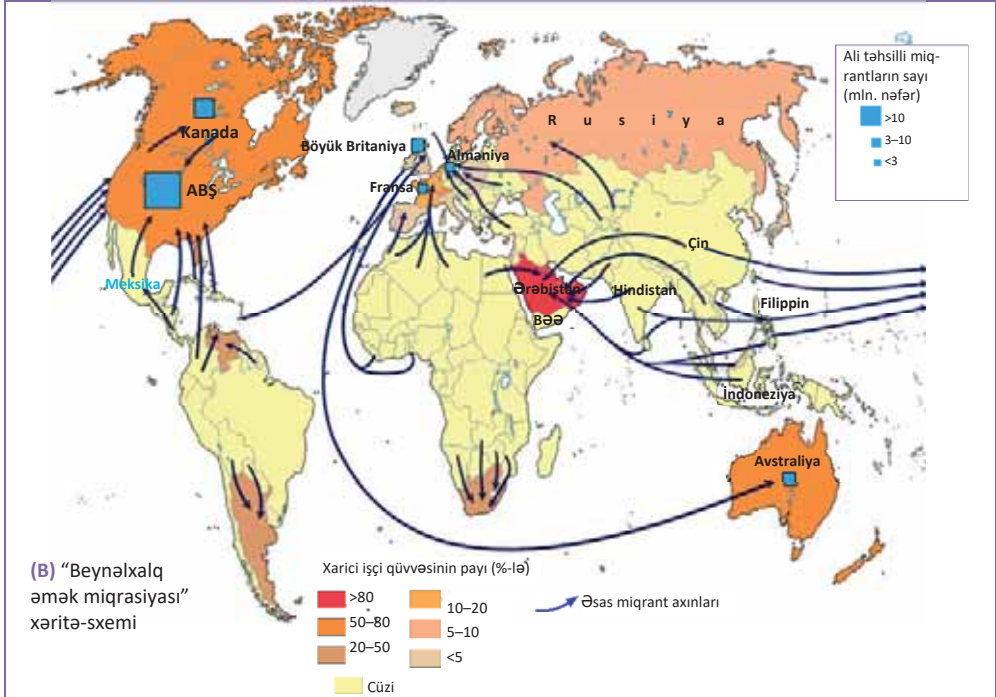 Ali təhsilli miq-
rantların sayı
(mln. nəfər)
>10
3–10
<3
Kanada
ABŞ
Meksika
Böyük Britaniya
Almaniya
Fransa
Rusiya
Çin
Ərəbistan
Hindistan
BƏƏ
Filippin
İndoneziya
Avstraliya
(B) “Beynəlxalq
əmək miqrasiyası”
xəritə-sxemi
Xarici işçi qüvvəsinin payı (%-lə)
>80
50–80
20–50
10–20
5–10
<5
Cüzi
Əsas miqrant axınları